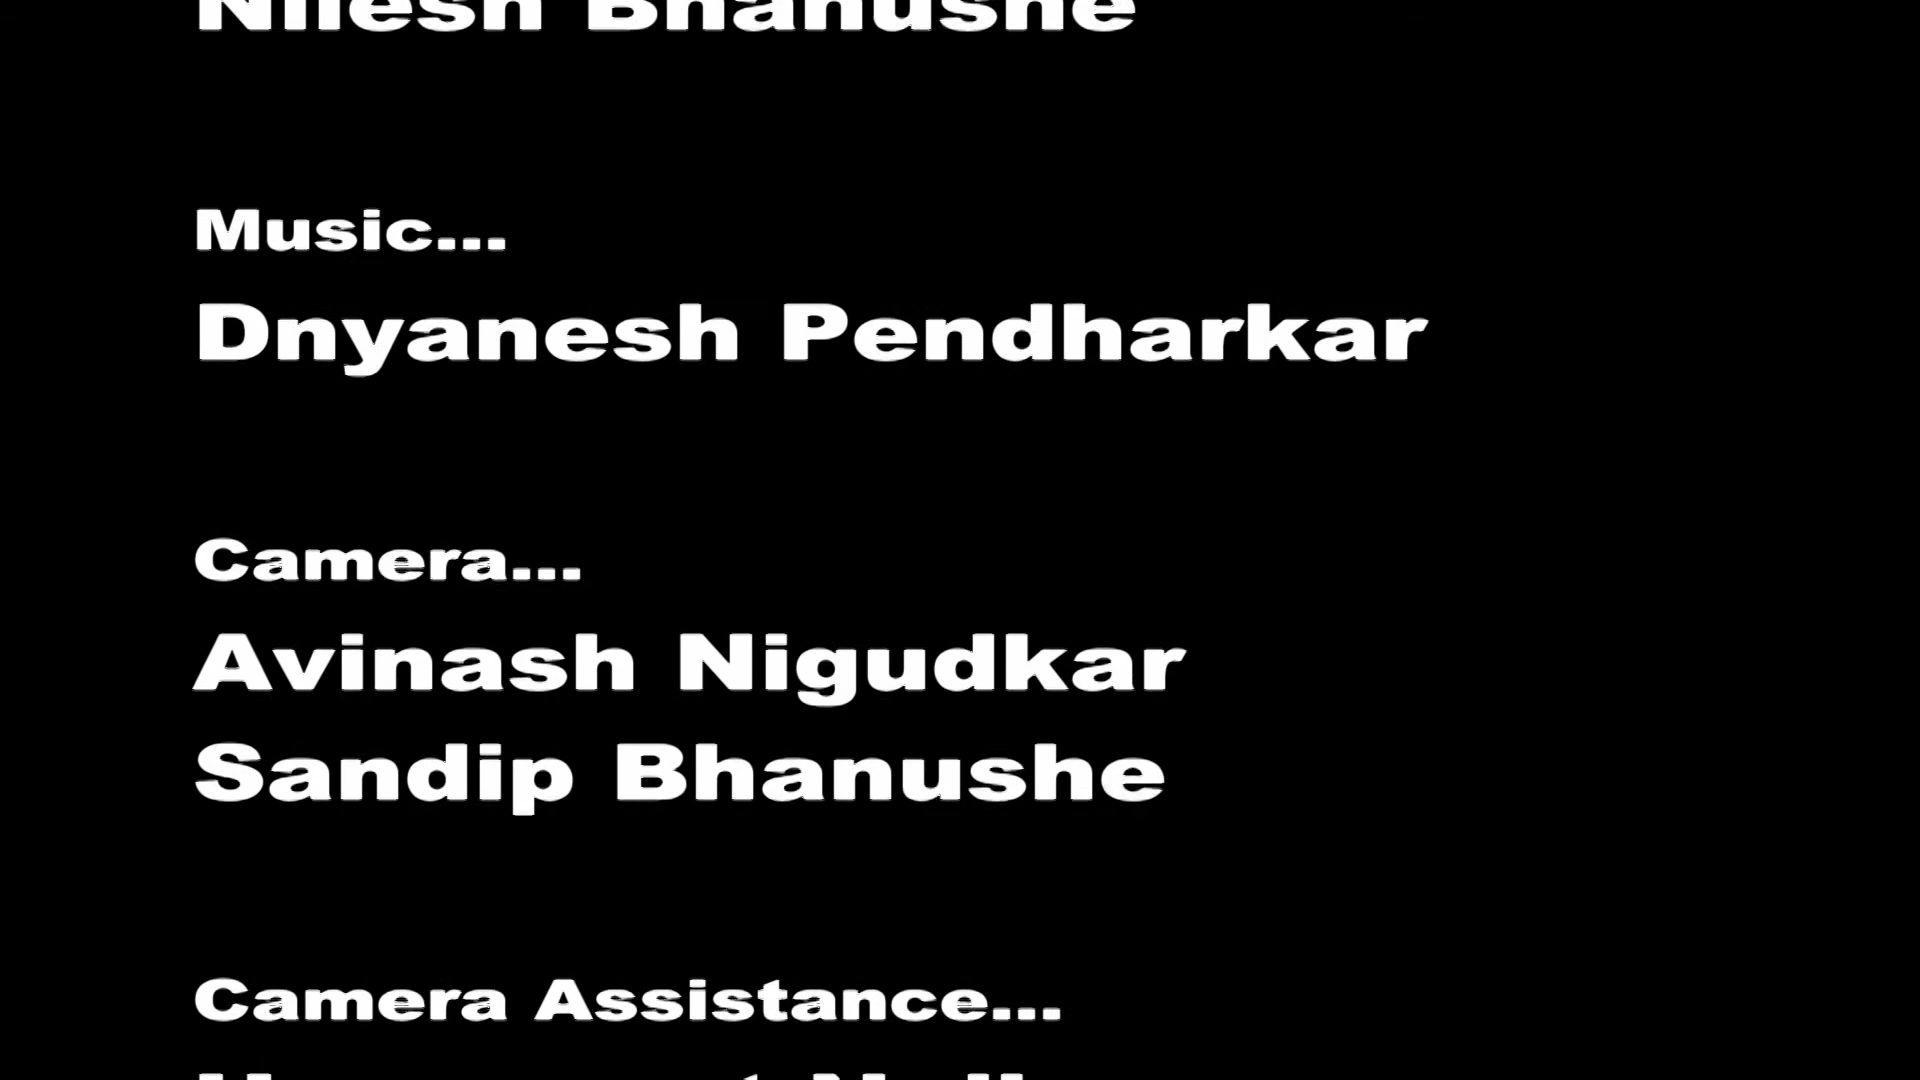 Nilesh Bhanushe
Music...
Dnyanesh Pendharkar
Camera...
Avinash Nigudkar
Sandip Bhanushe
Camera Assistance...